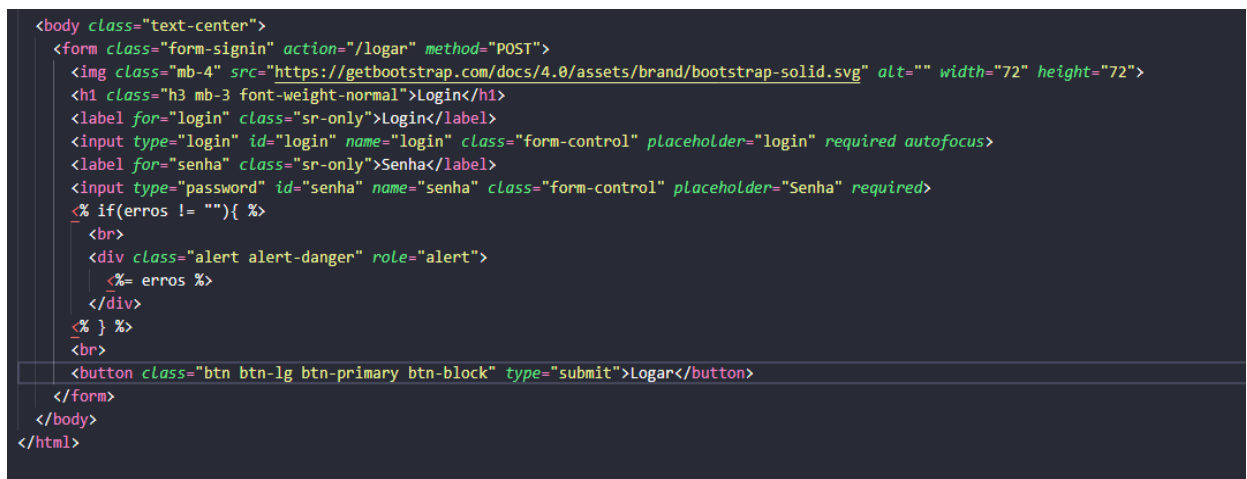 <body class="text-center">
<form class="form-signin" action="/logar" method="POST">
<img class="mb-4" src="https://getbootstrap.com/docs/4.0/assets/brand/bootstrap-solid.svg" alt="" width="72" height="72">
<h1 class="h3 mb-3 font-weight-normal">Login</h1>
<label for="login" class="sr-only">Login</label>
<input type="login" id="login" name="login" class="form-control" placeholder="login" required autofocus>
<label for="senha" class="sr-only">Senha</label>
<input type="password" id="senha" name="senha" class="form-control" placeholder="Senha" required>
<% if(erros != ""){ %>
<br>
<div class="alert alert-danger" role="alert">
<%= erros %>
</div>
<% } %>
<br>
<button class="btn btn-lg btn-primary btn-block" type="submit">Logar</button>
</form>
</body>
</html>